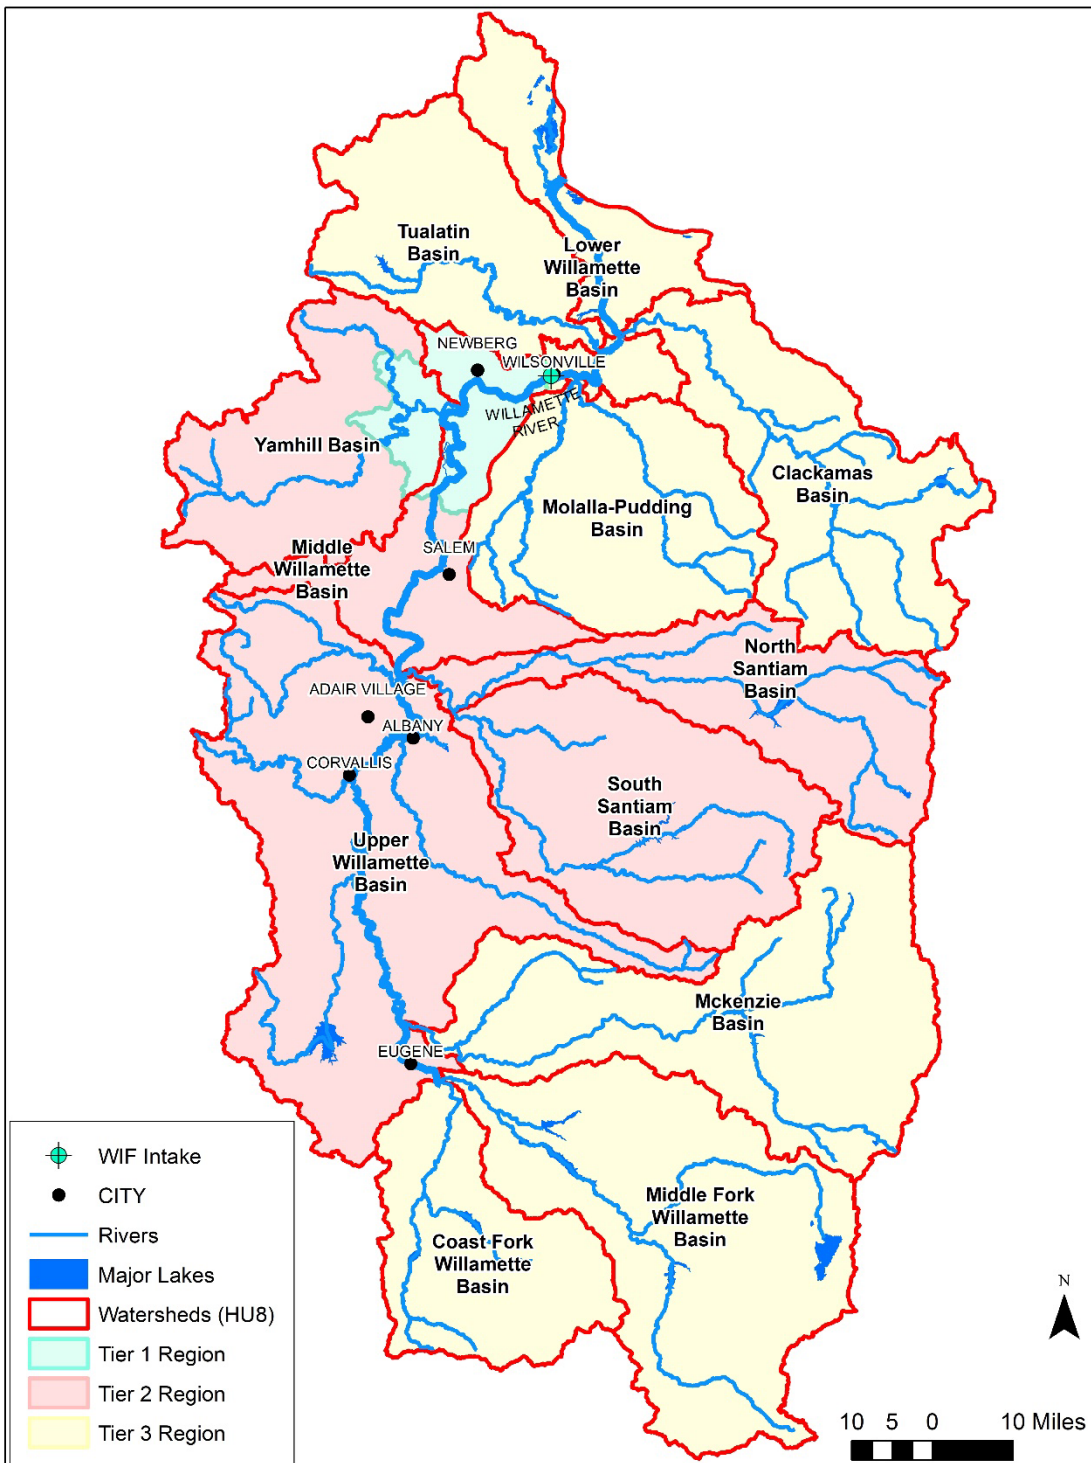 Tualatin
Basin
Lower
Willamette
Basin
NEWBERG
WILSONVILLE
WILLAMETTE
RIVER
Yamhill Basin
Clackamas
Basin
Molalla-Pudding
Basin
Middle
Willamette
Basin
SALEM
North
Santiam
Basin
ADAIR VILLAGE
ALBANY
CORVALLIS
South
Santiam
Basin
Upper
Willamette
Basin
Mckenzie
Basin
EUGENE
Middle Fork
Willamette
Basin
Coast Fork
Willamette
Basin
WIF Intake
CITY
Rivers
Major Lakes
Watersheds (HU8)
Tier 1 Region
Tier 2 Region
Tier 3 Region
N
10 5 0 10 Miles